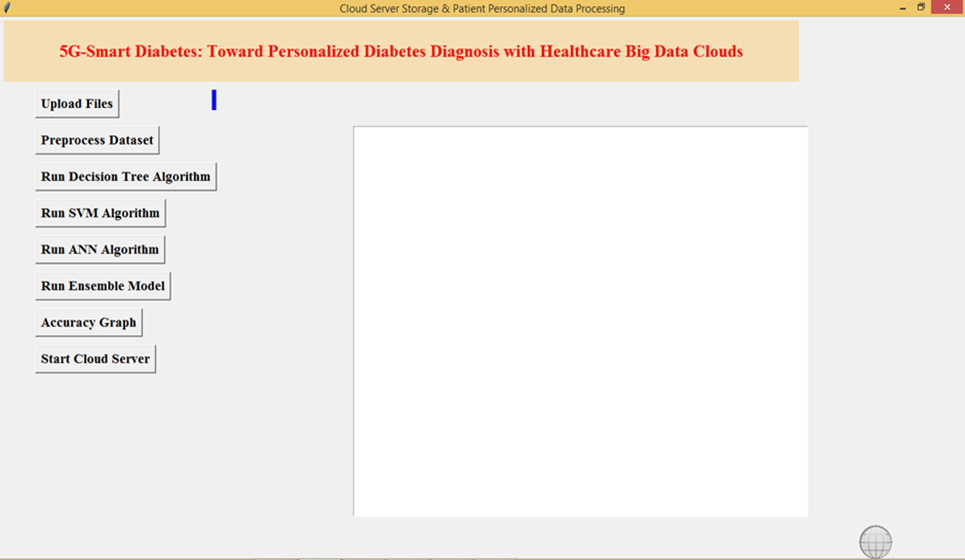 Cloud Server Storage & Patient Personalized Data Processing
5G-Smart Diabetes: Toward Personalized Diabetes Diagnosis with Healthcare Big Data Clouds
Upload Files
Preprocess Dataset
Run Decision Tree Algorithm
Run SVM Algorithm
Run ANN Algorithm
Run Ensemble Model
Accuracy Graph
Start Cloud Server